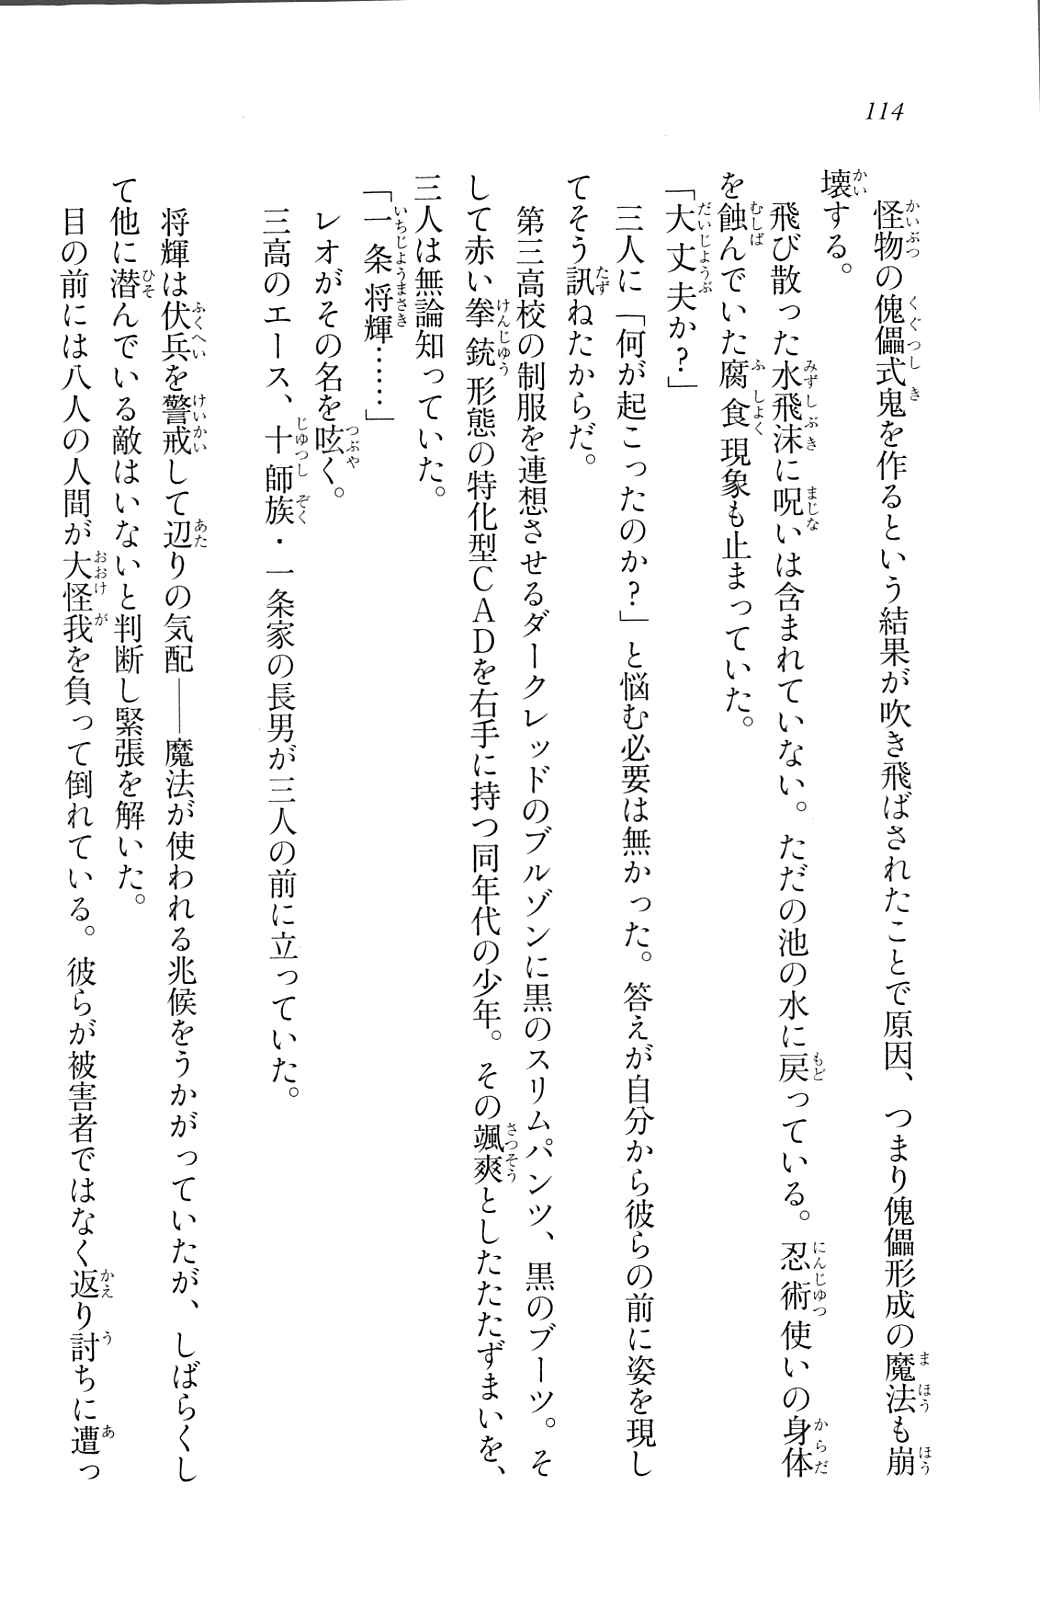 114
怪物の傀儡式鬼を作るという結果が吹き飛ばされたことで原因、つまり傀儡形成の魔法も崩
壊する。
飛び散った水飛沫に呪いは含まれていない。ただの池の水に戻っている。忍術使いの身体
を蝕んでいた腐食現象も止まっていた。
「大丈夫か？」
三人に「何が起こったのか？」と悩む必要は無かった。答えが自分から彼らの前に姿を現し
てそう訊ねたからだ。
第三高校の制服を連想させるダークレッドのブルゾンに黒のスリムパンツ、黒のブーツ。そ
して赤い拳銃形態の特化型ＣＡＤを右手に持つ同年代の少年。その颯爽としたたたずまいを、
三人は無論知っていた。
「一条将輝……」
レオがその名を呟く。
三高のエース、十師族・一条家の長男が三人の前に立っていた。
将輝は伏兵を警戒して辺りの気配――魔法が使われる兆候をうかがっていたが、しばらくし
て他に潜んでいる敵はいないと判断し緊張を解いた。
目の前には八人の人間が大怪我を負って倒れている。彼らが被害者ではなく返り討ちに遭っ